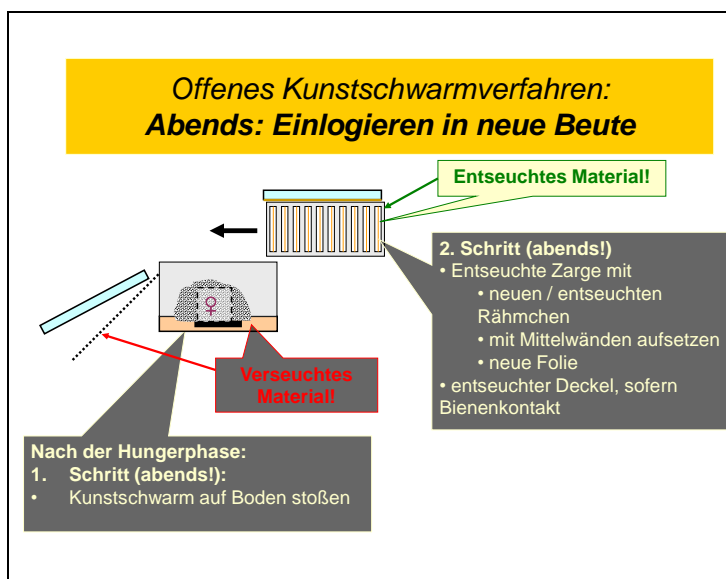 Offenes Kunstschwarmverfahren:
Abends: Einlogieren in neue Beute
Entseuchtes Material!
2. Schritt (abends!)
• Entseuchte Zarge mit
• neuen / entseuchten
Rähmchen
• mit Mittelwänden aufsetzen
• neue Folie
• entseuchter Deckel, sofern
Bienenkontakt
♀
Verseuchtes
Material!
Nach der Hungerphase:
1. Schritt (abends!):
• Kunstschwarm auf Boden stoßen